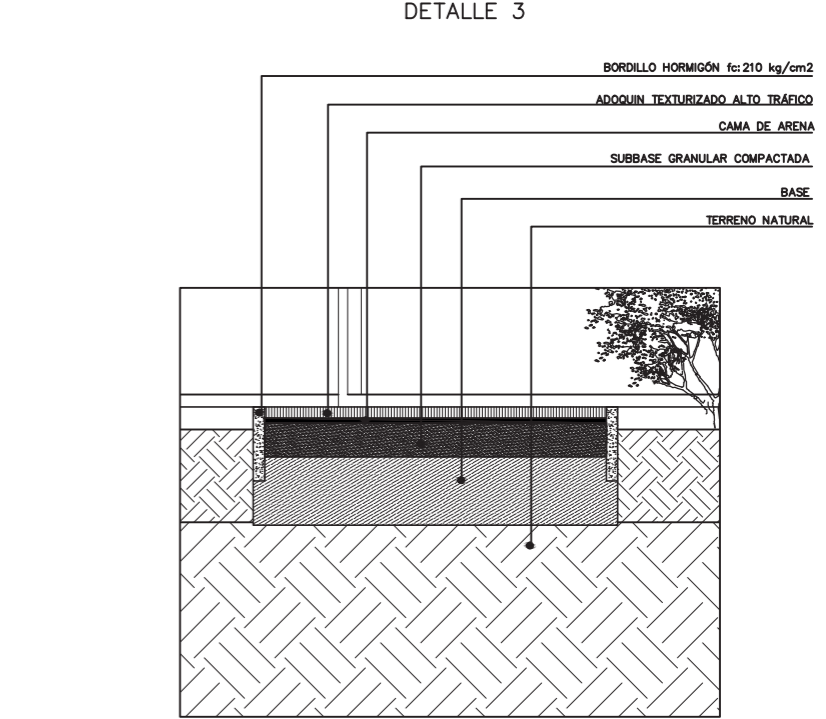 DETALLE 3
BORDILLO HORMIGÓN fc:210 kg/cm2
ADOQUIN TEXTURIZADO ALTO TRÁFICO
CAMA DE ARENA
SUBBASE GRANULAR COMPACTADA
BASE
TERRENO NATURAL